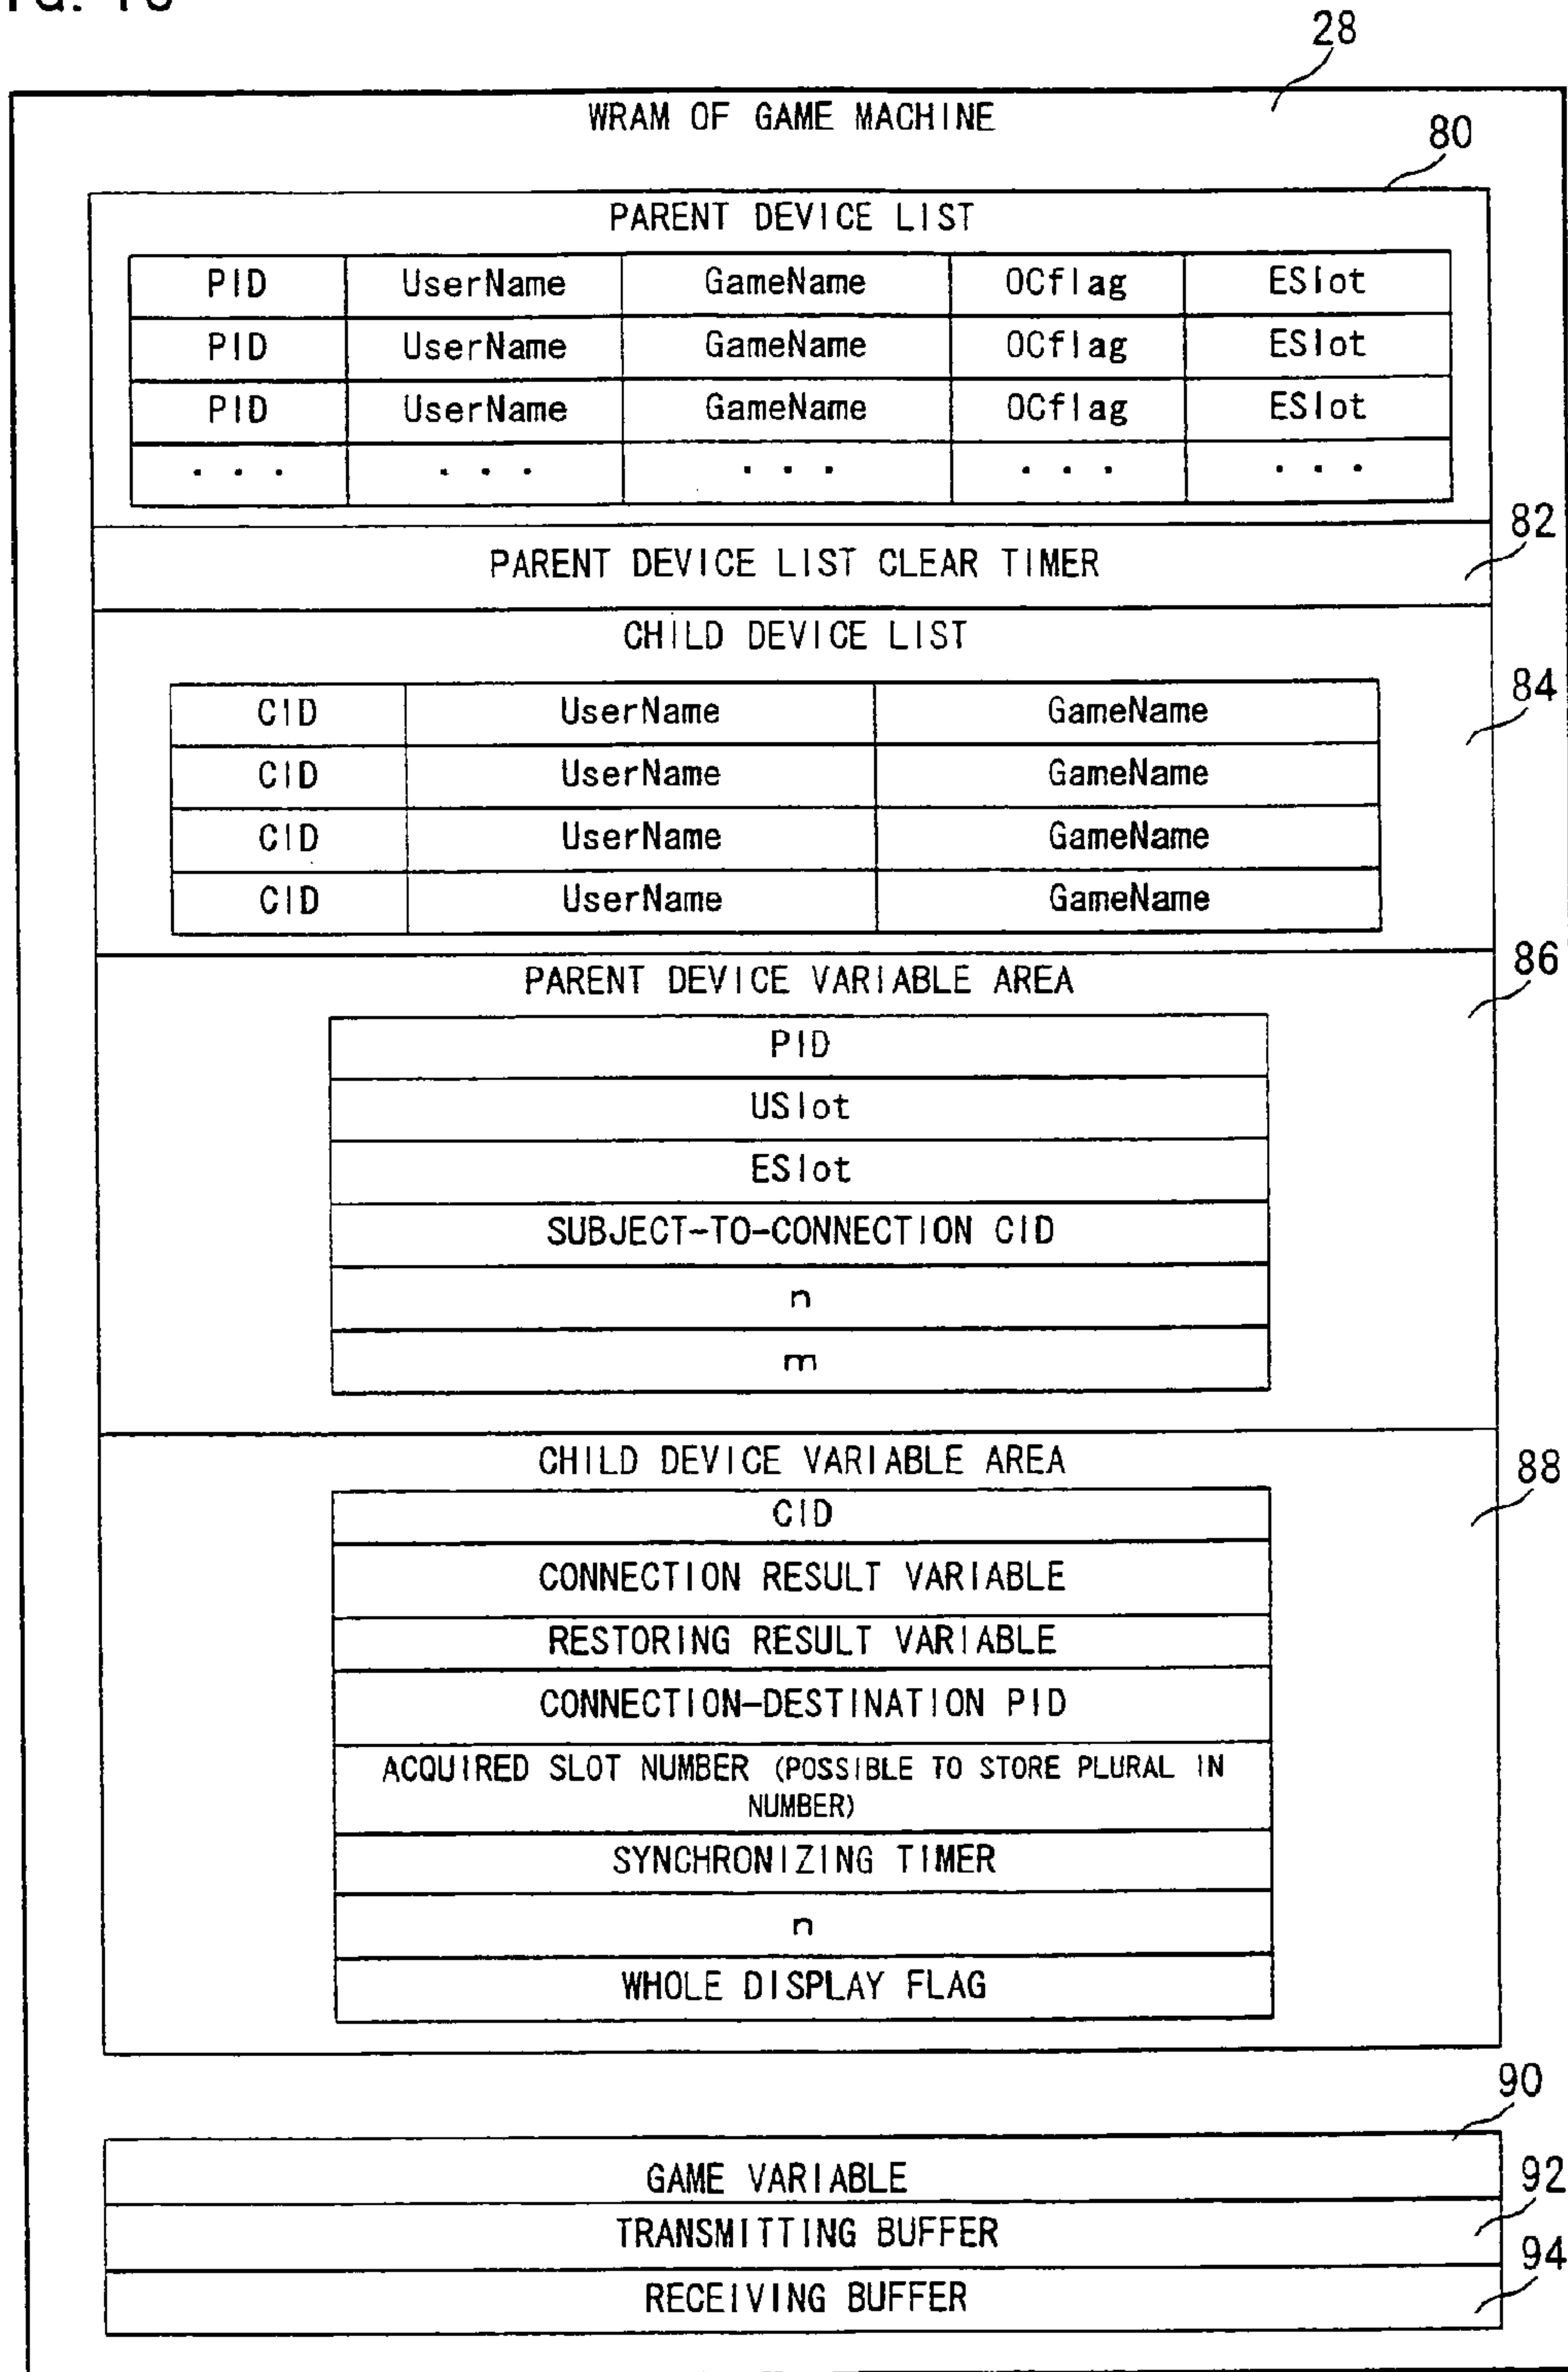 28
WRAM OF GAME MACHINE
80
PARENT DEVICE LIST
PID UserName GameName OCflag ESlot
PID UserName GameName OCflag ESlot
PID UserName GameName OCflag ESlot
... ... ... ... ...
82
PARENT DEVICE LIST CLEAR TIMER
CHILD DEVICE LIST
84
CID UserName GameName
CID UserName GameName
CID UserName GameName
CID UserName GameName
86
PARENT DEVICE VARIABLE AREA
PID
USlot
ESlot
SUBJECT-TO-CONNECTION CID
n
m
CHILD DEVICE VARIABLE AREA
88
CID
CONNECTION RESULT VARIABLE
RESTORING RESULT VARIABLE
CONNECTION-DESTINATION PID
ACQUIRED SLOT NUMBER (POSSIBLE TO STORE PLURAL IN
NUMBER)
SYNCHRONIZING TIMER
n
WHOLE DISPLAY FLAG
90
GAME VARIABLE
92
TRANSMITTING BUFFER
94
RECEIVING BUFFER